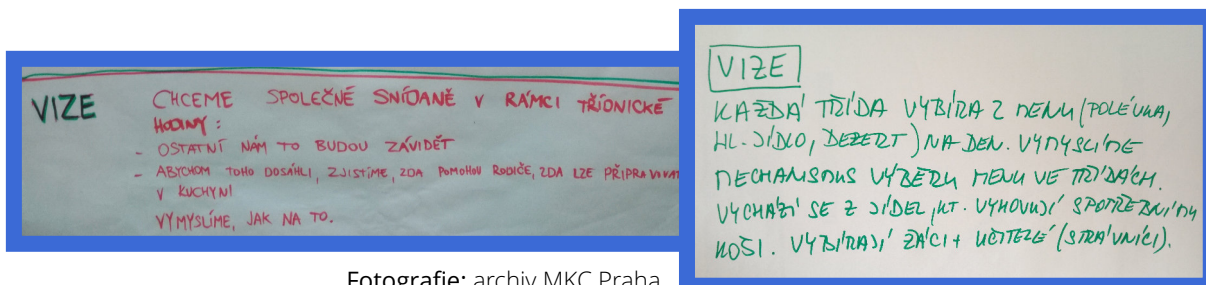 VIZE CHCEME SPOLEČNÉ SNÍDANĚ V RÁMCI TŘÍDNICKÉ
HODINY :
- OSTATNÍ NÁM TO BUDOU ZÁVIDĚT
- ABYCHOM TOHO DOSÁHLI, ZJISTÍME, ZDA POMOHOU RODIČE, ZDA LZE PŘIPRAVOVAT
V KUCHYNI
VYMYSLÍME, JAK NA TO.
VIZE
KAŽDÁ TŘÍDA VYBÍRÁ Z MENU (POLÉVKA,
HL. JÍDLO, DEZERT) NA DEN. VYMYSLÍME
MECHANISMUS VÝBĚRU MENU VE TŘÍDÁCH.
VYCHÁZÍ SE Z JÍDEL, KT. VYHOVUJÍ SPOTŘEBNÍMU
KOŠI. VYBÍRAJÍ ŽÁCI + UČITELÉ (STRÁVNÍCI).
Fotografie: archiv MKC Praha